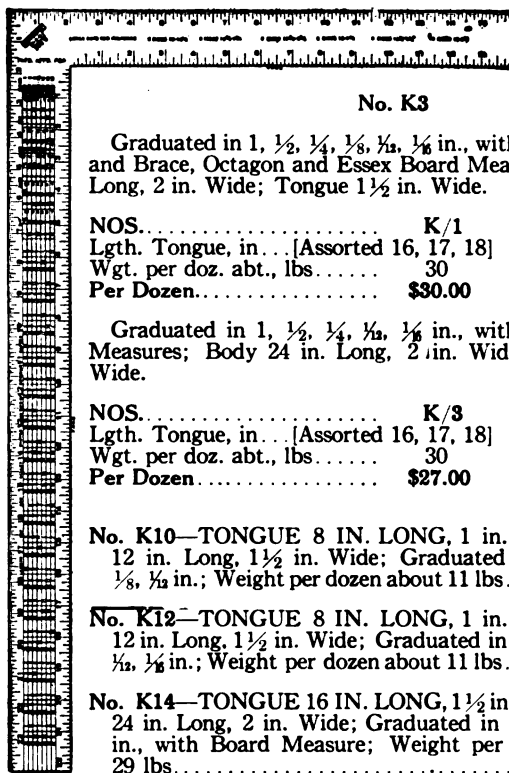 No. K3
Graduated in 1, ½, ¼, ⅛, 1/12, 1/16 in., with
and Brace, Octagon and Essex Board Mea
Long, 2 in. Wide; Tongue 1½ in. Wide.
NOS...................... K/1
Lgth. Tongue, in...[Assorted 16, 17, 18]
Wgt. per doz. abt., lbs...... 30
Per Dozen................ $30.00
Graduated in 1, ½, ¼, 1/12, 1/16 in., with
Measures; Body 24 in. Long, 2 in. Wid
Wide.
NOS...................... K/3
Lgth. Tongue, in...[Assorted 16, 17, 18]
Wgt. per doz. abt., lbs...... 30
Per Dozen................ $27.00
No. K10—TONGUE 8 IN. LONG, 1 in.
12 in. Long, 1½ in. Wide; Graduated
⅛, 1/12 in.; Weight per dozen about 11 lbs.
No. K12—TONGUE 8 IN. LONG, 1 in.
12 in. Long, 1½ in. Wide; Graduated in
1/12, 1/16 in.; Weight per dozen about 11 lbs.
No. K14—TONGUE 16 IN. LONG, 1½ in
24 in. Long, 2 in. Wide; Graduated in
in., with Board Measure; Weight per
29 lbs................................